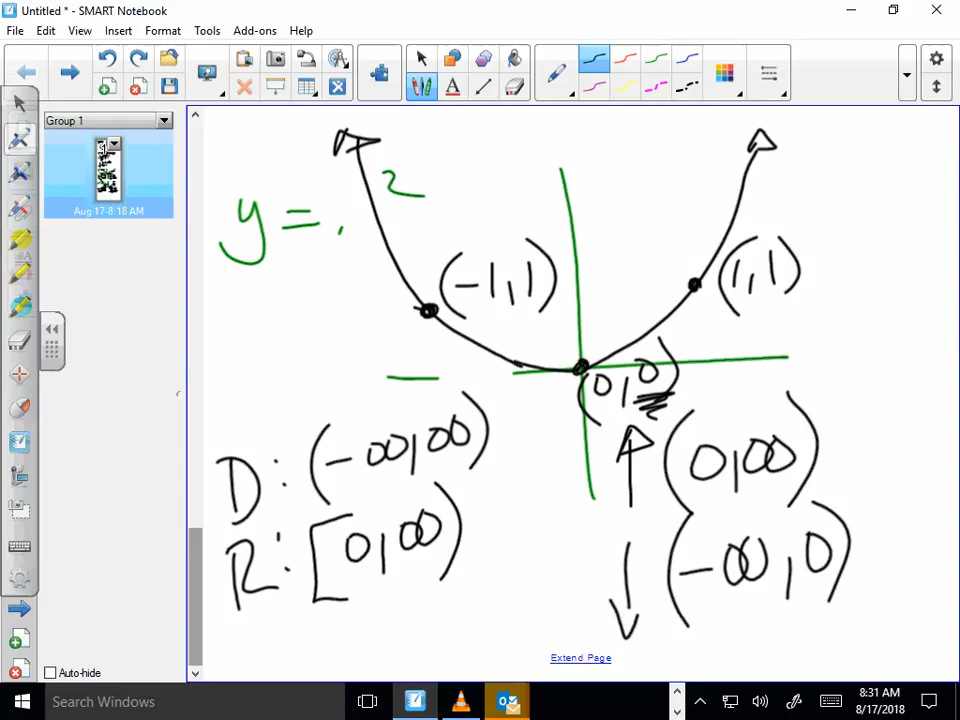 Untitled * - SMART Notebook
File Edit View Insert Format Tools Add-ons Help
Group 1
Aug 17-8:18 AM
y = . 2
(-1,1)
(1,1)
(0,0)
D: (-∞,∞)
(0,∞)
R: [0,∞)
(-∞,0)
Extend Page
Auto-hide
Search Windows
8:31 AM
8/17/2018